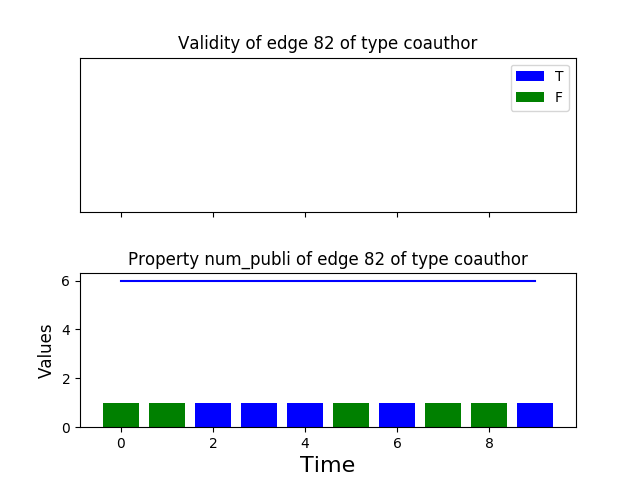 Validity of edge 82 of type coauthor
T
F
Property num_publi of edge 82 of type coauthor
6
4
2
0
Values
0 2 4 6 8
Time